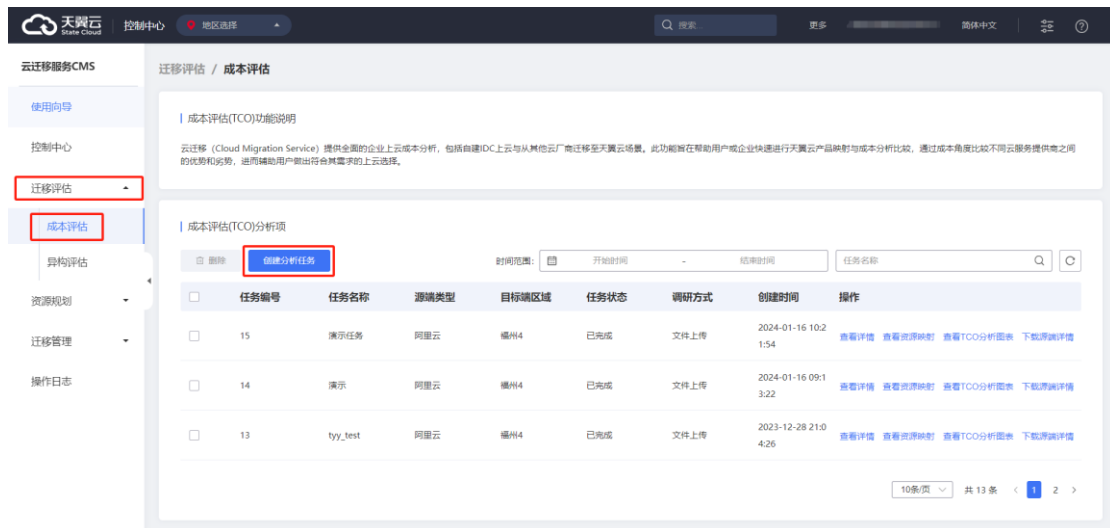 天翼云
State Cloud
控制中心
地区选择
搜索...
更多
简体中文
云迁移服务CMS
使用向导
控制中心
迁移评估
成本评估
异构评估
资源规划
迁移管理
操作日志
迁移评估 / 成本评估
成本评估(TCO)功能说明
云迁移（Cloud Migration Service）提供全面的企业上云成本分析，包括自建IDC上云与从其他云厂商迁移至天翼云场景。此功能旨在帮助用户或企业快速进行天翼云产品映射与成本分析比较，通过成本角度比较不同云服务提供商之间
的优势和劣势，进而辅助用户做出符合其需求的上云选择。
成本评估(TCO)分析项
删除 创建分析任务 时间范围: 开始时间 - 结束时间 任务名称
任务编号 任务名称 源端类型 目标端区域 任务状态 调研方式 创建时间 操作
15 演示任务 阿里云 福州4 已完成 文件上传 2024-01-16 10:2
1:54 查看详情 查看资源映射 查看TCO分析图表 下载源端详情
14 演示 阿里云 福州4 已完成 文件上传 2024-01-16 09:1
3:22 查看详情 查看资源映射 查看TCO分析图表 下载源端详情
13 tyy_test 阿里云 福州4 已完成 文件上传 2023-12-28 21:0
4:26 查看详情 查看资源映射 查看TCO分析图表 下载源端详情
10条/页 共 13 条 < 1 2 >